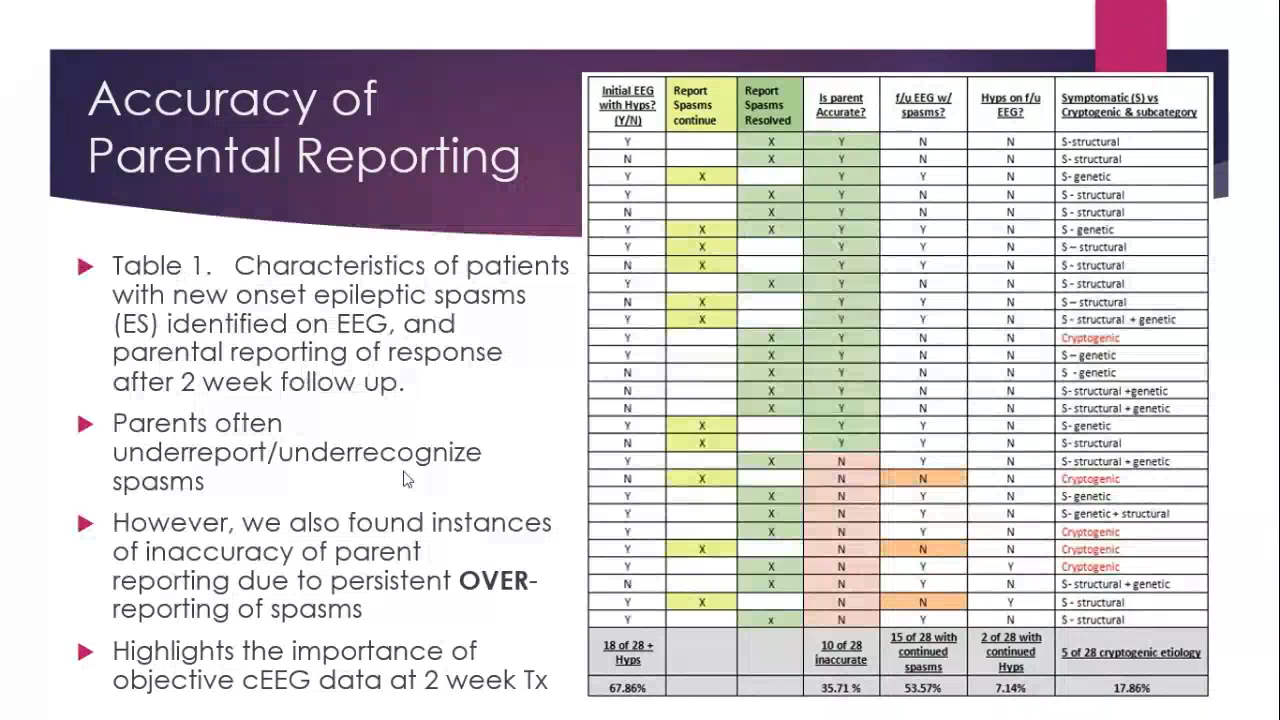 Accuracy of
Parental Reporting
Table 1. Characteristics of patients
with new onset epileptic spasms
(ES) identified on EEG, and
parental reporting of response
after 2 week follow up.
Parents often
underreport/underrecognize
spasms
However, we also found instances
of inaccuracy of parent
reporting due to persistent OVER-
reporting of spasms
Highlights the importance of
objective cEEG data at 2 week Tx
Initial EEG with Hyps? (Y/N) Report Spasms continue Report Spasms Resolved Is parent Accurate? f/u EEG w/ spasms? Hyps on f/u EEG? Symptomatic (S) vs Cryptogenic & subcategory
Y X Y N N S-structural
N X Y N N S- structural
Y X Y Y N S- genetic
Y X Y N N S - structural
N X Y N N S - structural
Y X X Y Y N S - genetic
Y X Y Y N S – structural
N X Y Y N S - structural
Y X Y N N S - structural
N X Y Y N S – structural
Y X Y Y N S - structural + genetic
Y X Y N N Cryptogenic
Y X Y N N S – genetic
N X Y N N S - genetic
N X Y N N S- structural +genetic
N X Y N N S- structural + genetic
Y X Y Y N S- genetic
N X Y Y N S- structural
Y X N Y N S- structural + genetic
N X N N N Cryptogenic
Y X N Y N S- genetic
Y X N Y N S- genetic + structural
Y X N Y N Cryptogenic
Y X N N N Cryptogenic
Y X N Y Y Cryptogenic
N X N Y N S- structural + genetic
Y X N N Y S - structural
Y x N Y N S - structural
18 of 28 + Hyps 10 of 28 inaccurate 15 of 28 with continued spasms 2 of 28 with continued Hyps 5 of 28 cryptogenic etiology
67.86% 35.71 % 53.57% 7.14% 17.86%